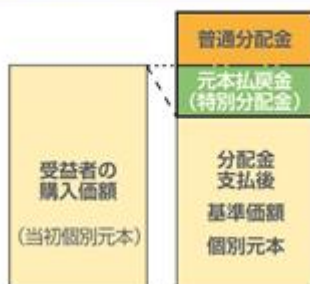 普通分配金
元本払戻金
（特別分配金）
受益者の
購入価額
（当初個別元本）
分配金
支払後
基準価額
個別元本